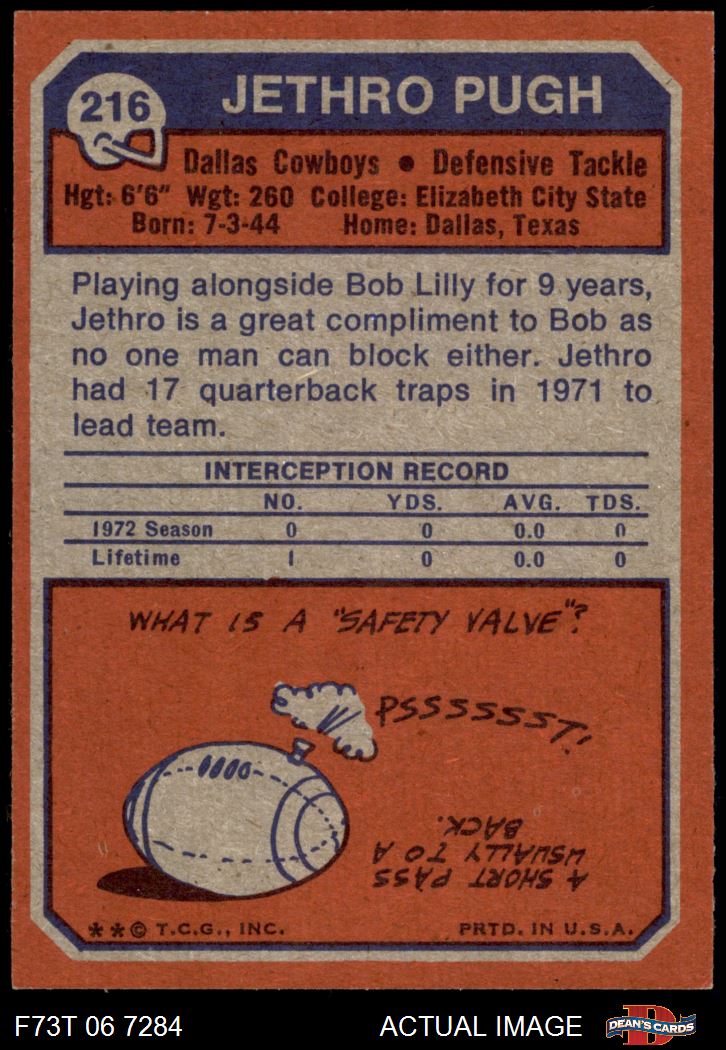 216
JETHRO PUGH
Dallas Cowboys • Defensive Tackle
Hgt: 6'6" Wgt: 260 College: Elizabeth City State
Born: 7-3-44 Home: Dallas, Texas
Playing alongside Bob Lilly for 9 years,
Jethro is a great compliment to Bob as
no one man can block either. Jethro
had 17 quarterback traps in 1971 to
lead team.
INTERCEPTION RECORD
NO. YDS. AVG. TDS.
1972 Season 0 0 0.0 0
Lifetime 1 0 0.0 0
WHAT IS A "SAFETY VALVE"?
PSSSSSSST!
A SHORT PASS
USUALLY TO A
BACK.
**© T.C.G., INC. PRTD. IN U.S.A.
F73T 06 7284 ACTUAL IMAGE D DEAN'S CARDS